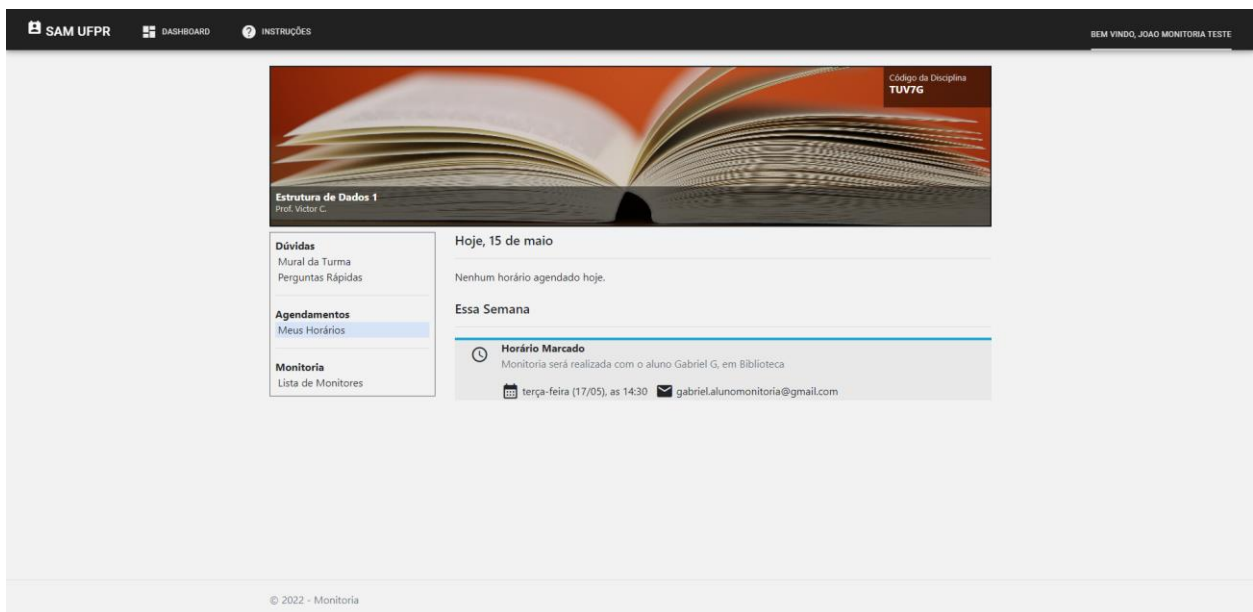 SAM UFPR
DASHBOARD
INSTRUÇÕES
BEM VINDO, JOAO MONITORIA TESTE
Código da Disciplina
TUV7G
Estrutura de Dados 1
Prof. Victor C.
Dúvidas
Mural da Turma
Perguntas Rápidas
Agendamentos
Meus Horários
Monitoria
Lista de Monitores
Hoje, 15 de maio
Nenhum horário agendado hoje.
Essa Semana
Horário Marcado
Monitoria será realizada com o aluno Gabriel G, em Biblioteca
terça-feira (17/05), as 14:30 gabriel.alunomonitoria@gmail.com
© 2022 - Monitoria